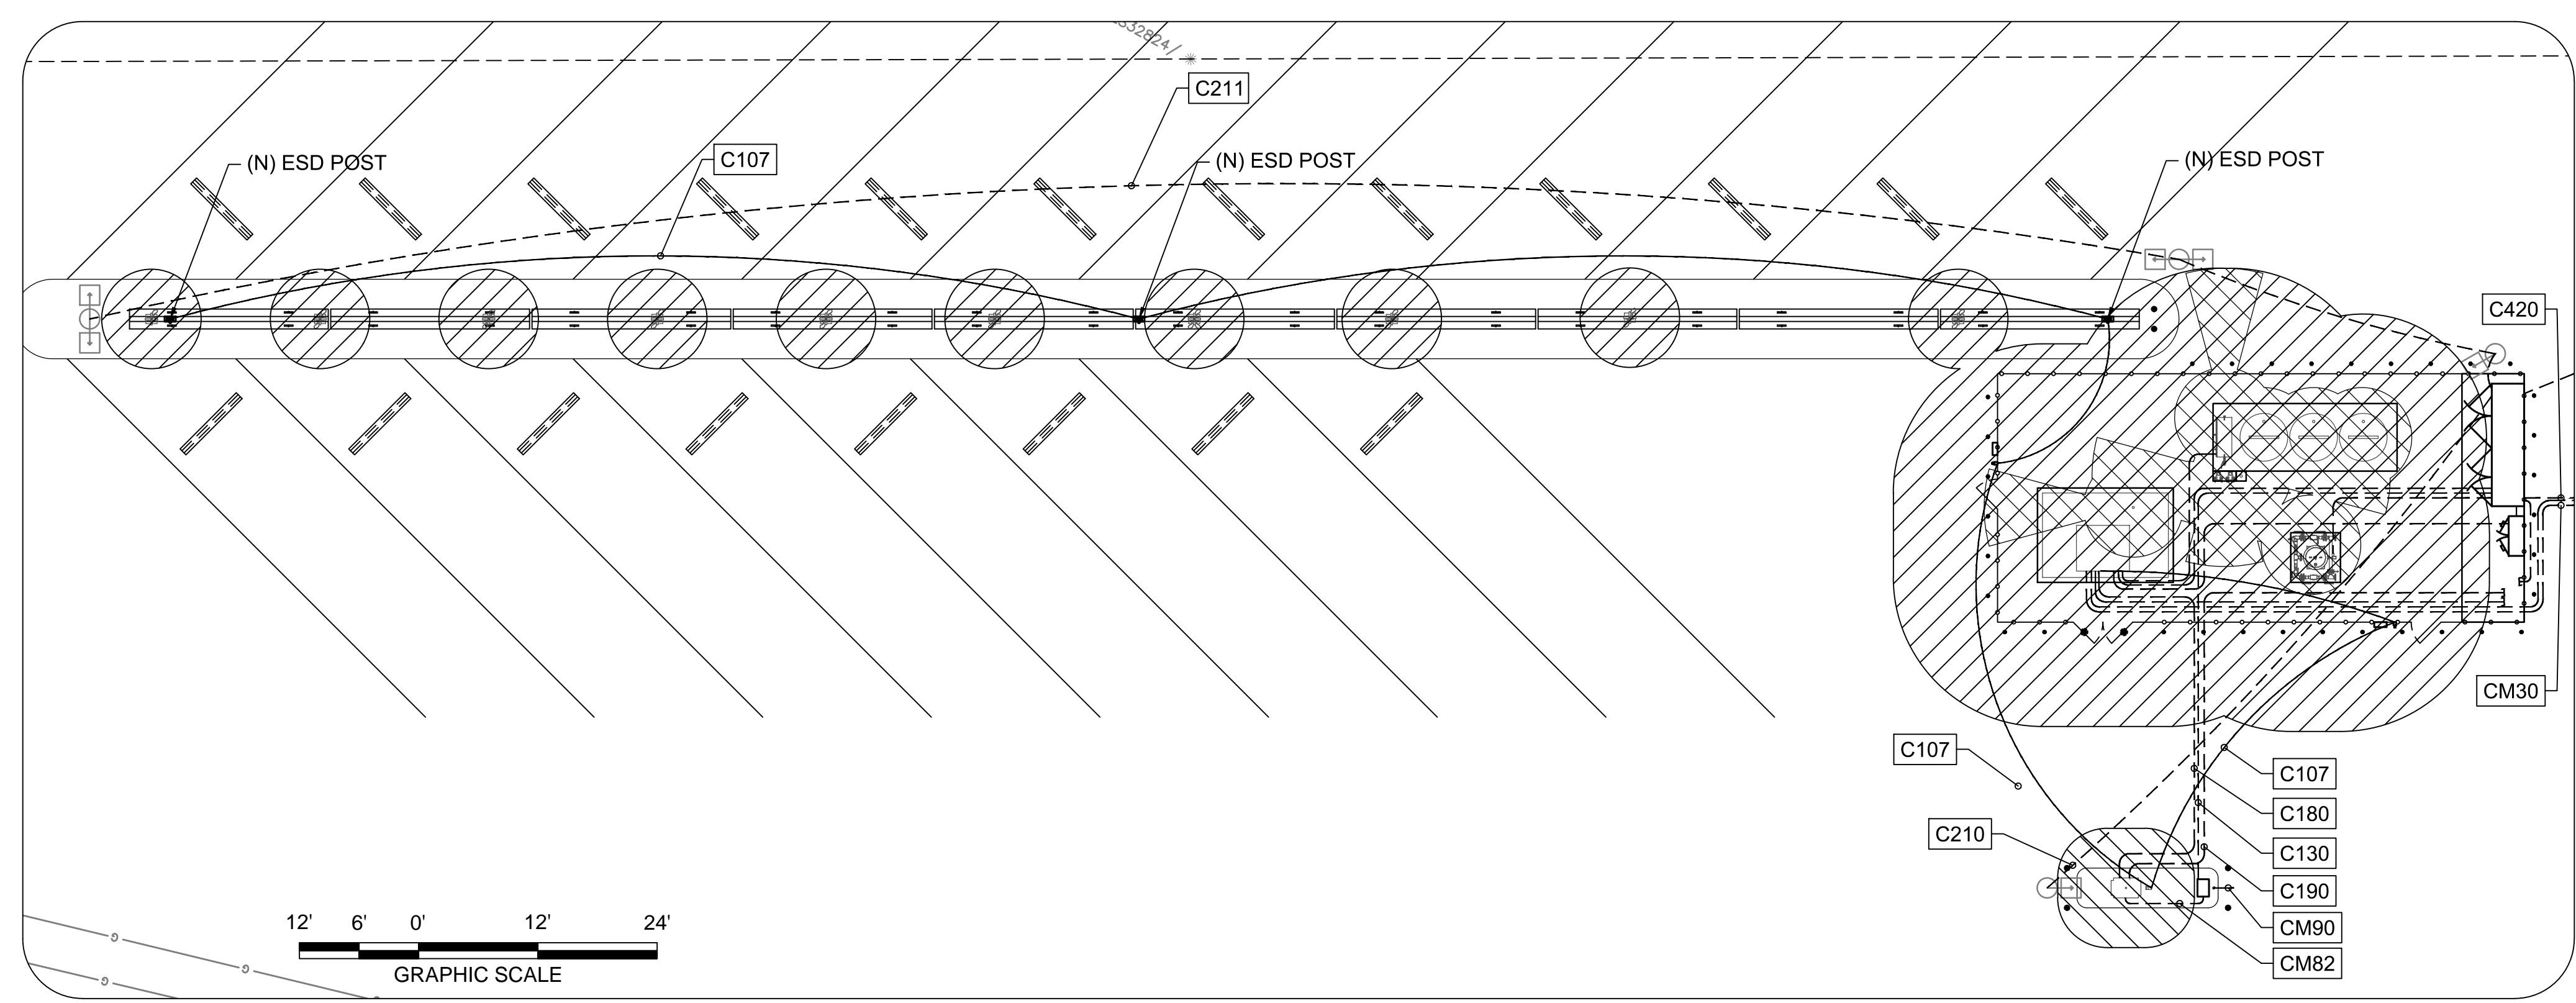 C211
(N) ESD POST
C107
(N) ESD POST
(N) ESD POST
C420
CM30
C107
C107
C180
C210
C130
C190
CM90
CM82
12' 6' 0' 12' 24'
GRAPHIC SCALE
G
G
G